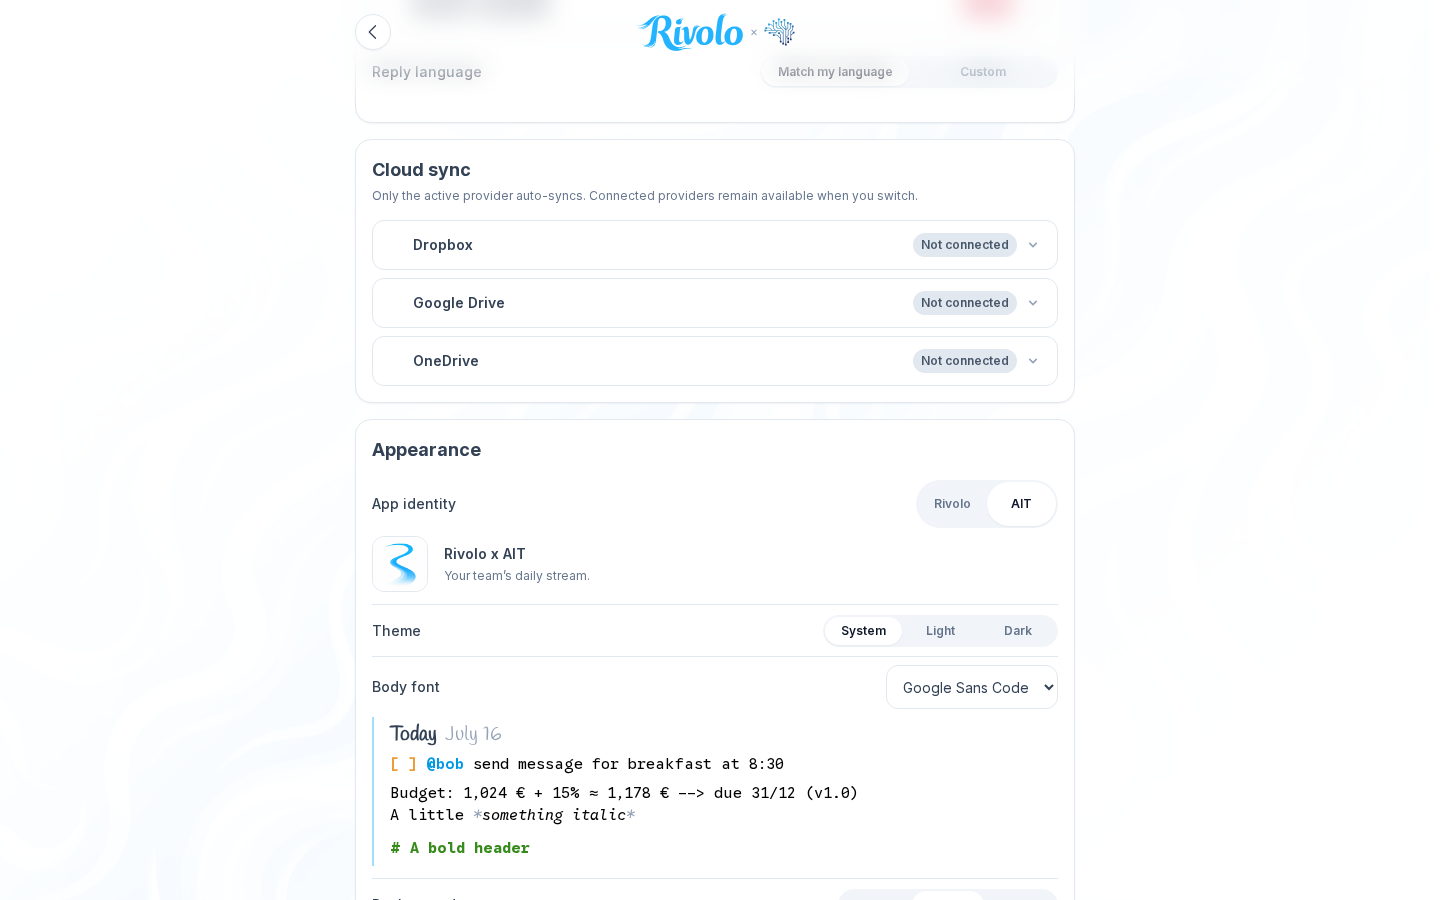 Rivolo ×
Reply language
Match my language
Custom
Cloud sync
Only the active provider auto-syncs. Connected providers remain available when you switch.
Dropbox
Not connected
Google Drive
Not connected
OneDrive
Not connected
Appearance
App identity
Rivolo
AIT
Rivolo x AIT
Your team’s daily stream.
Theme
System
Light
Dark
Body font
Google Sans Code
Today July 16
[ ] @bob send message for breakfast at 8:30
Budget: 1,024 € + 15% ≈ 1,178 € --> due 31/12 (v1.0)
A little *something italic*
# A bold header